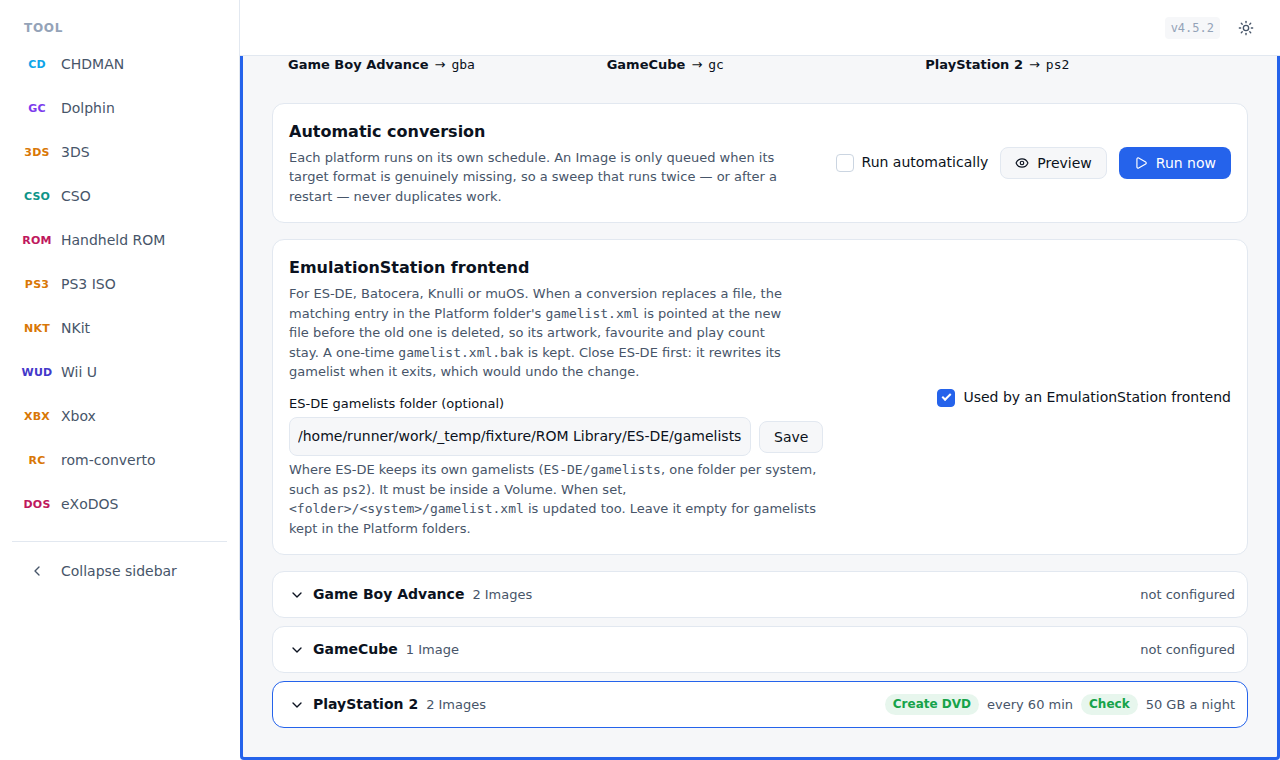 TOOL
CD CHDMAN
GC Dolphin
3DS 3DS
CSO CSO
ROM Handheld ROM
PS3 PS3 ISO
NKT NKit
WUD Wii U
XBX Xbox
RC rom-converto
DOS eXoDOS
Collapse sidebar
v4.5.2
Game Boy Advance → gba
GameCube → gc
PlayStation 2 → ps2
Automatic conversion
Each platform runs on its own schedule. An Image is only queued when its
target format is genuinely missing, so a sweep that runs twice — or after a
restart — never duplicates work.
Run automatically
Preview
Run now
EmulationStation frontend
For ES-DE, Batocera, Knulli or muOS. When a conversion replaces a file, the
matching entry in the Platform folder's gamelist.xml is pointed at the new
file before the old one is deleted, so its artwork, favourite and play count
stay. A one-time gamelist.xml.bak is kept. Close ES-DE first: it rewrites its
gamelist when it exits, which would undo the change.
ES-DE gamelists folder (optional)
/home/runner/work/_temp/fixture/ROM Library/ES-DE/gamelists
Save
Where ES-DE keeps its own gamelists (ES-DE/gamelists, one folder per system,
such as ps2). It must be inside a Volume. When set,
<folder>/<system>/gamelist.xml is updated too. Leave it empty for gamelists
kept in the Platform folders.
Used by an EmulationStation frontend
Game Boy Advance 2 Images
not configured
GameCube 1 Image
not configured
PlayStation 2 2 Images
Create DVD every 60 min Check 50 GB a night